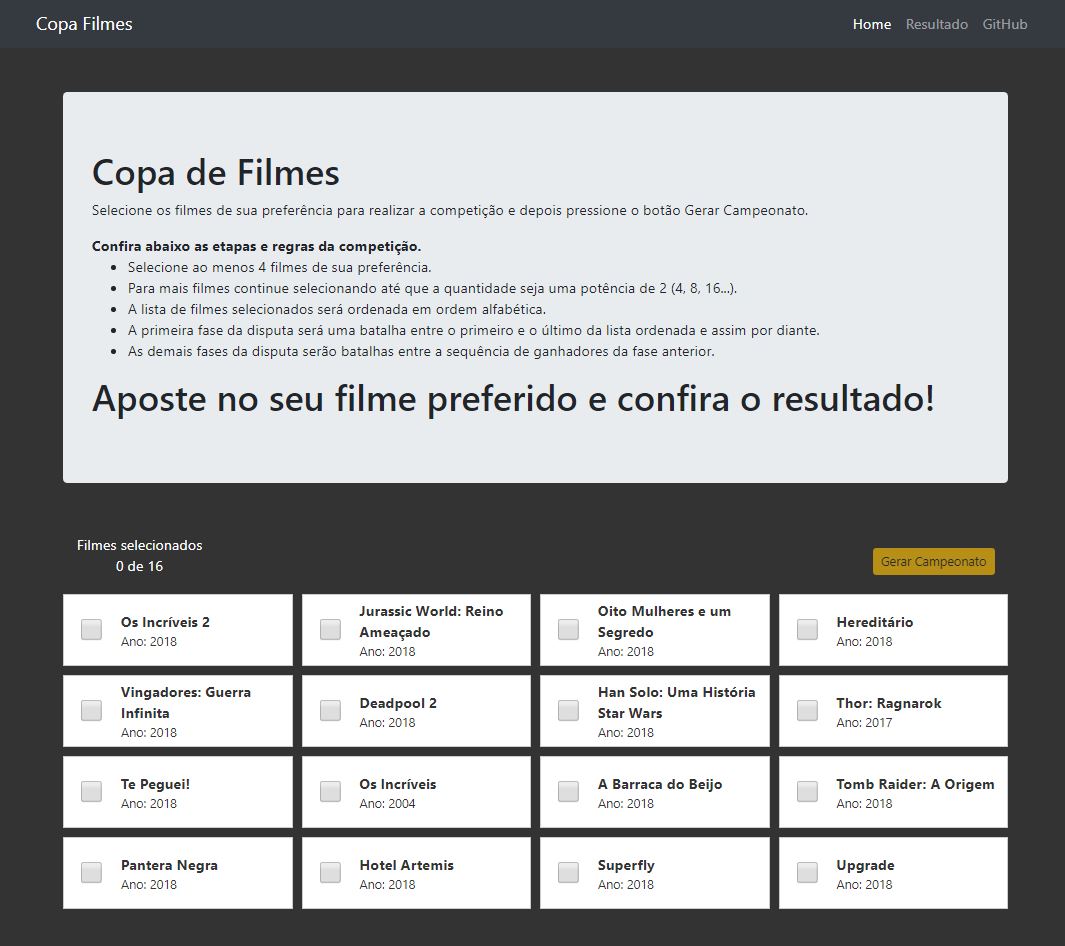 Copa Filmes
Home Resultado GitHub
Copa de Filmes
Selecione os filmes de sua preferência para realizar a competição e depois pressione o botão Gerar Campeonato.
Confira abaixo as etapas e regras da competição.
Selecione ao menos 4 filmes de sua preferência.
Para mais filmes continue selecionando até que a quantidade seja uma potência de 2 (4, 8, 16...).
A lista de filmes selecionados será ordenada em ordem alfabética.
A primeira fase da disputa será uma batalha entre o primeiro e o último da lista ordenada e assim por diante.
As demais fases da disputa serão batalhas entre a sequência de ganhadores da fase anterior.
Aposte no seu filme preferido e confira o resultado!
Filmes selecionados
0 de 16
Gerar Campeonato
Os Incríveis 2
Ano: 2018
Jurassic World: Reino
Ameaçado
Ano: 2018
Oito Mulheres e um
Segredo
Ano: 2018
Hereditário
Ano: 2018
Vingadores: Guerra
Infinita
Ano: 2018
Deadpool 2
Ano: 2018
Han Solo: Uma História
Star Wars
Ano: 2018
Thor: Ragnarok
Ano: 2017
Te Peguei!
Ano: 2018
Os Incríveis
Ano: 2004
A Barraca do Beijo
Ano: 2018
Tomb Raider: A Origem
Ano: 2018
Pantera Negra
Ano: 2018
Hotel Artemis
Ano: 2018
Superfly
Ano: 2018
Upgrade
Ano: 2018